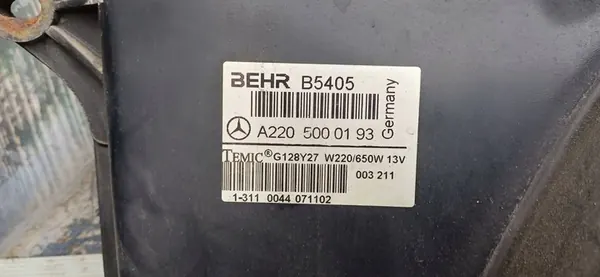 BEHR B5405
Germany
A220 500 01 93
TEMIC® G128Y27 W220/650W 13V
003 211
1-311 0044 071102